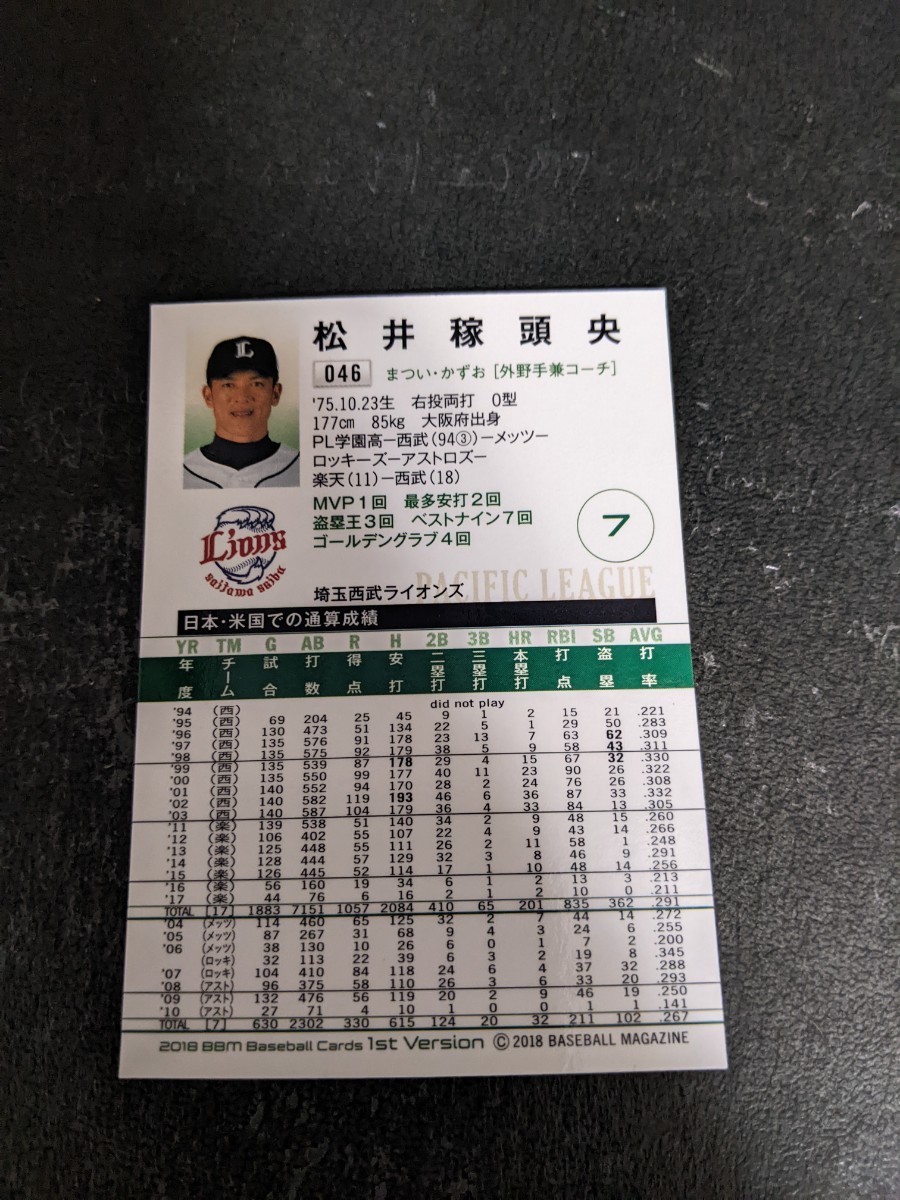 松井稼頭央
046 まつい・かずお [外野手兼コーチ]
'75.10.23生 右投両打 O型
177cm 85kg 大阪府出身
PL学園高ー西武(94③)ーメッツー
ロッキーズーアストロズー
楽天(11)ー西武(18)
MVP1回 最多安打2回
盗塁王3回 ベストナイン7回
ゴールデングラブ4回
7
L
Lions
saitama seibu
PACIFIC LEAGUE
埼玉西武ライオンズ
日本・米国での通算成績
YR TM G AB R H 2B 3B HR RBI SB AVG
年度 チーム 試合 打数 得点 安打 二塁打 三塁打 本塁打 打点 盗塁 打率
'94 (西) did not play
'95 (西) 69 204 25 45 9 1 2 15 21 .221
'96 (西) 130 473 51 134 22 5 1 29 50 .283
'97 (西) 135 576 91 178 23 13 7 63 62 .309
'98 (西) 135 575 92 179 38 5 9 58 43 .311
'99 (西) 135 539 87 178 29 4 15 67 32 .330
'00 (西) 135 550 99 177 40 11 23 90 26 .322
'01 (西) 140 552 94 170 28 2 24 76 26 .308
'02 (西) 140 582 119 193 46 6 36 87 33 .332
'03 (西) 140 587 104 179 36 4 33 84 13 .305
'11 (楽) 139 538 51 140 34 2 9 48 15 .260
'12 (楽) 106 402 55 107 22 4 9 43 14 .266
'13 (楽) 125 448 55 111 26 2 11 58 1 .248
'14 (楽) 128 444 57 129 32 3 8 46 9 .291
'15 (楽) 126 445 52 114 17 1 10 48 14 .256
'16 (楽) 56 160 19 34 6 1 2 13 3 .213
'17 (楽) 44 76 6 16 2 1 2 10 0 .211
TOTAL [17] 1883 7151 1057 2084 410 65 201 835 362 .291
'04 (メッツ) 114 460 65 125 32 2 7 44 14 .272
'05 (メッツ) 87 267 31 68 9 4 3 24 6 .255
'06 (メッツ) 38 130 10 26 6 0 1 7 2 .200
(ロッキ) 32 113 22 39 6 3 2 19 8 .345
'07 (ロッキ) 104 410 84 118 24 6 4 37 32 .288
'08 (アスト) 96 375 58 110 26 3 6 33 20 .293
'09 (アスト) 132 476 56 119 20 2 9 46 19 .250
'10 (アスト) 27 71 4 10 1 0 0 1 1 .141
TOTAL [7] 630 2302 330 615 124 20 32 211 102 .267
2018 BBM Baseball Cards 1st Version © 2018 BASEBALL MAGAZINE